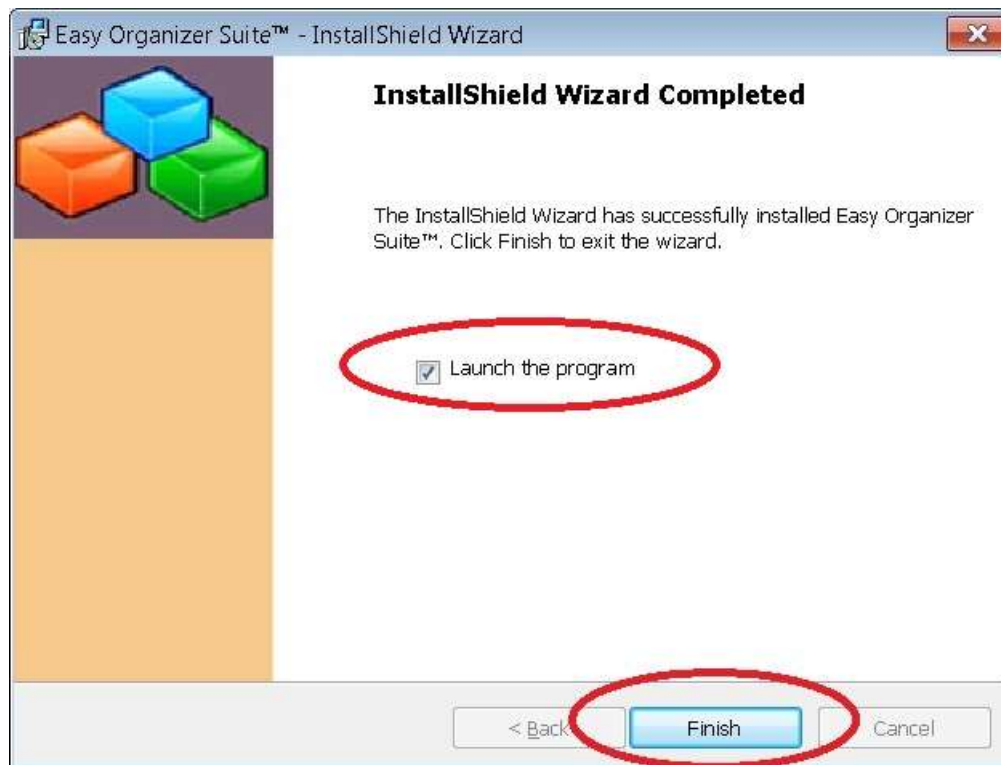 Easy Organizer Suite™ - InstallShield Wizard
InstallShield Wizard Completed
The InstallShield Wizard has successfully installed Easy Organizer
Suite™. Click Finish to exit the wizard.
Launch the program
< Back
Finish
Cancel